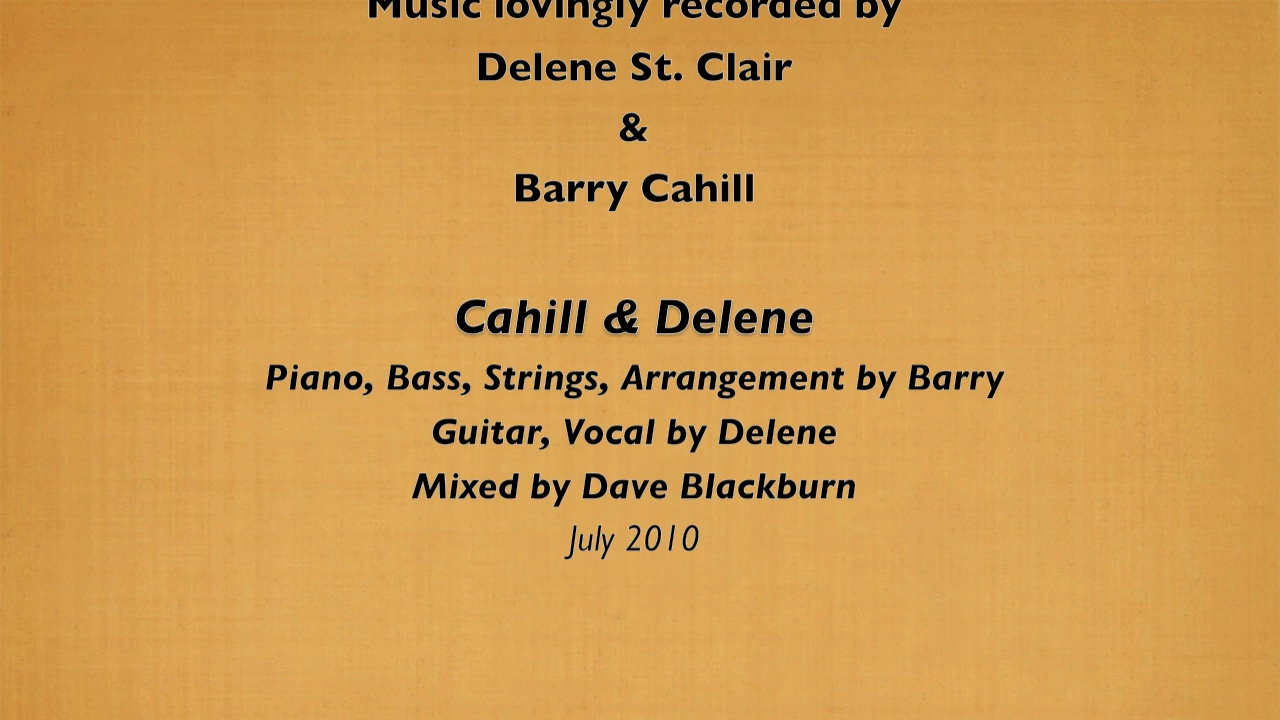 Music lovingly recorded by
Delene St. Clair
&
Barry Cahill
Cahill & Delene
Piano, Bass, Strings, Arrangement by Barry
Guitar, Vocal by Delene
Mixed by Dave Blackburn
July 2010